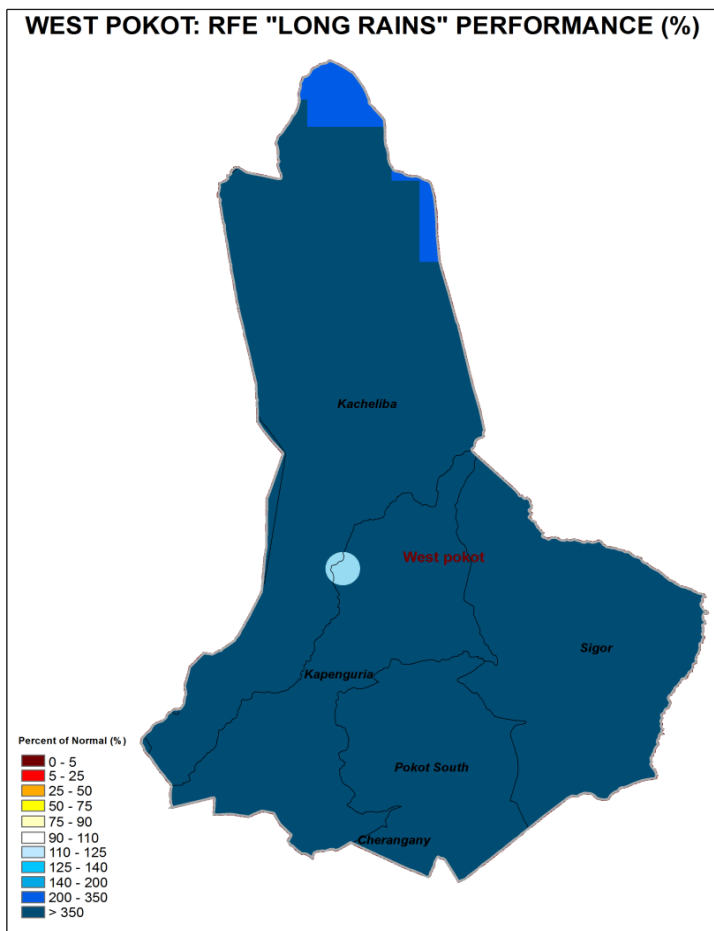 WEST POKOT: RFE "LONG RAINS" PERFORMANCE (%)
Kacheliba
West pokot
Sigor
Kapenguria
Pokot South
Cherangany
Percent of Normal (%)
0 - 5
5 - 25
25 - 50
50 - 75
75 - 90
90 - 110
110 - 125
125 - 140
140 - 200
200 - 350
> 350